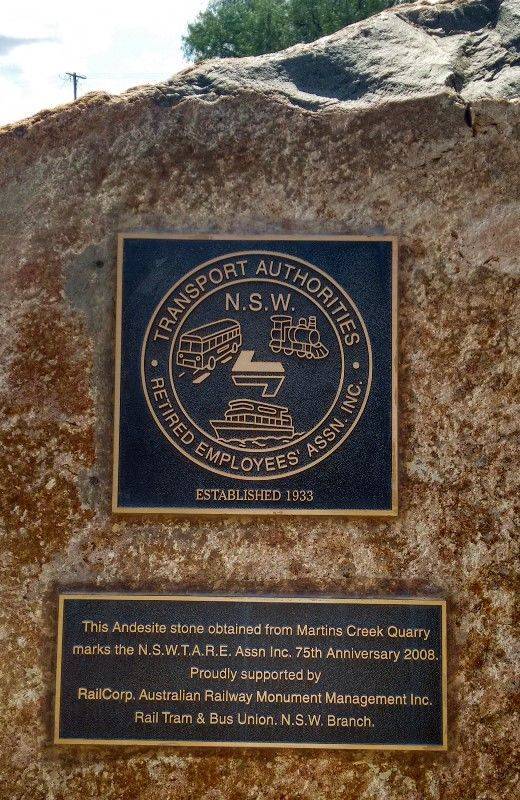 TRANSPORT AUTHORITIES
N.S.W.
RETIRED EMPLOYEES' ASSN. INC.
ESTABLISHED 1933
This Andesite stone obtained from Martins Creek Quarry
marks the N.S.W.T.A.R.E. Assn Inc. 75th Anniversary 2008.
Proudly supported by
RailCorp. Australian Railway Monument Management Inc.
Rail Tram & Bus Union. N.S.W. Branch.